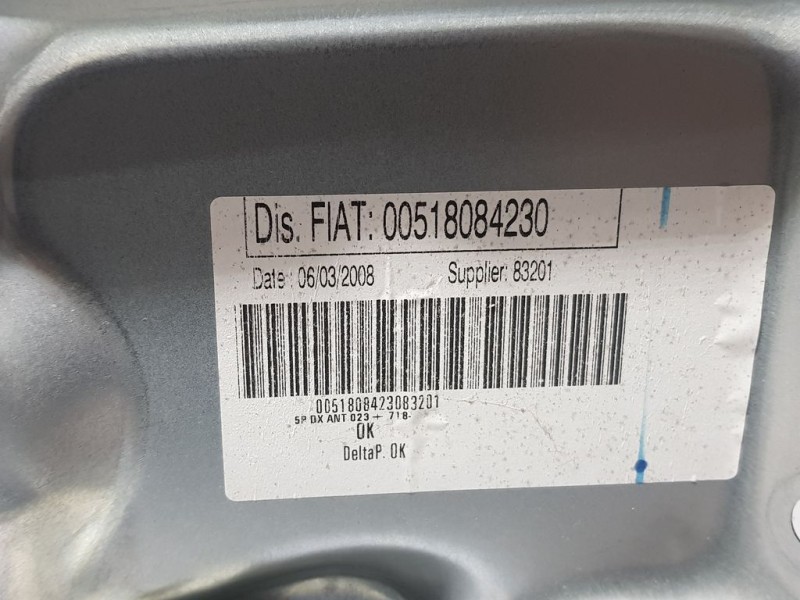 Dis. FIAT: 00518084230
Date: 06/03/2008 Supplier: 83201
0051808423083201
5P DX ANT 023 + 718-
OK
DeltaP. OK